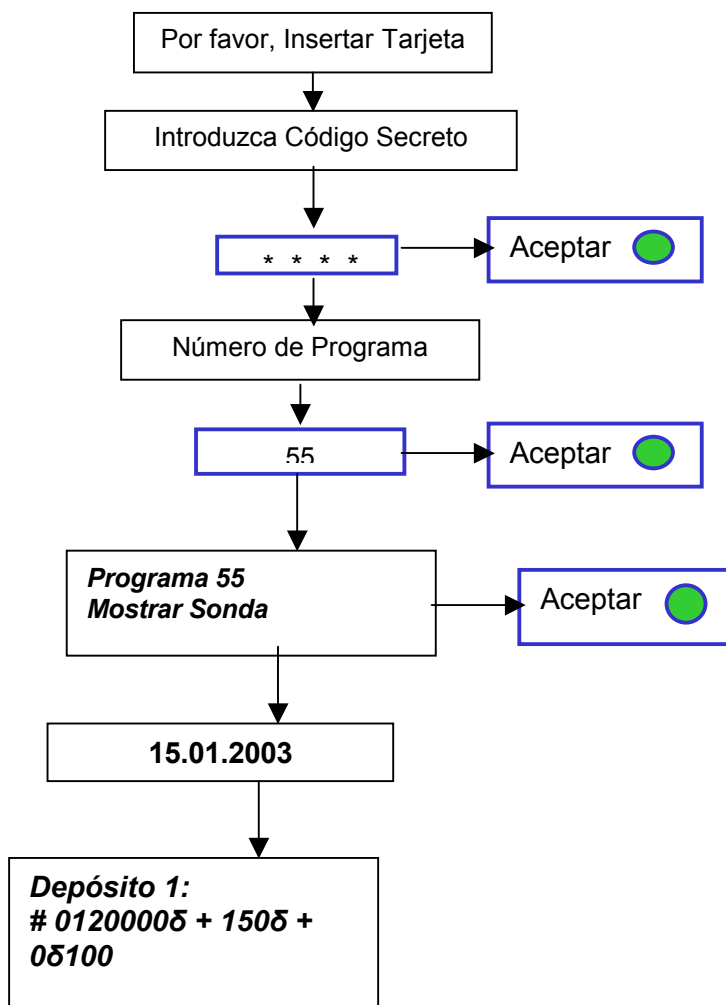 Por favor, Insertar Tarjeta
Introduzca Código Secreto
* * * *
Aceptar
Número de Programa
55
Aceptar
Programa 55
Mostrar Sonda
Aceptar
15.01.2003
Depósito 1:
# 0120000δ + 150δ +
0δ100